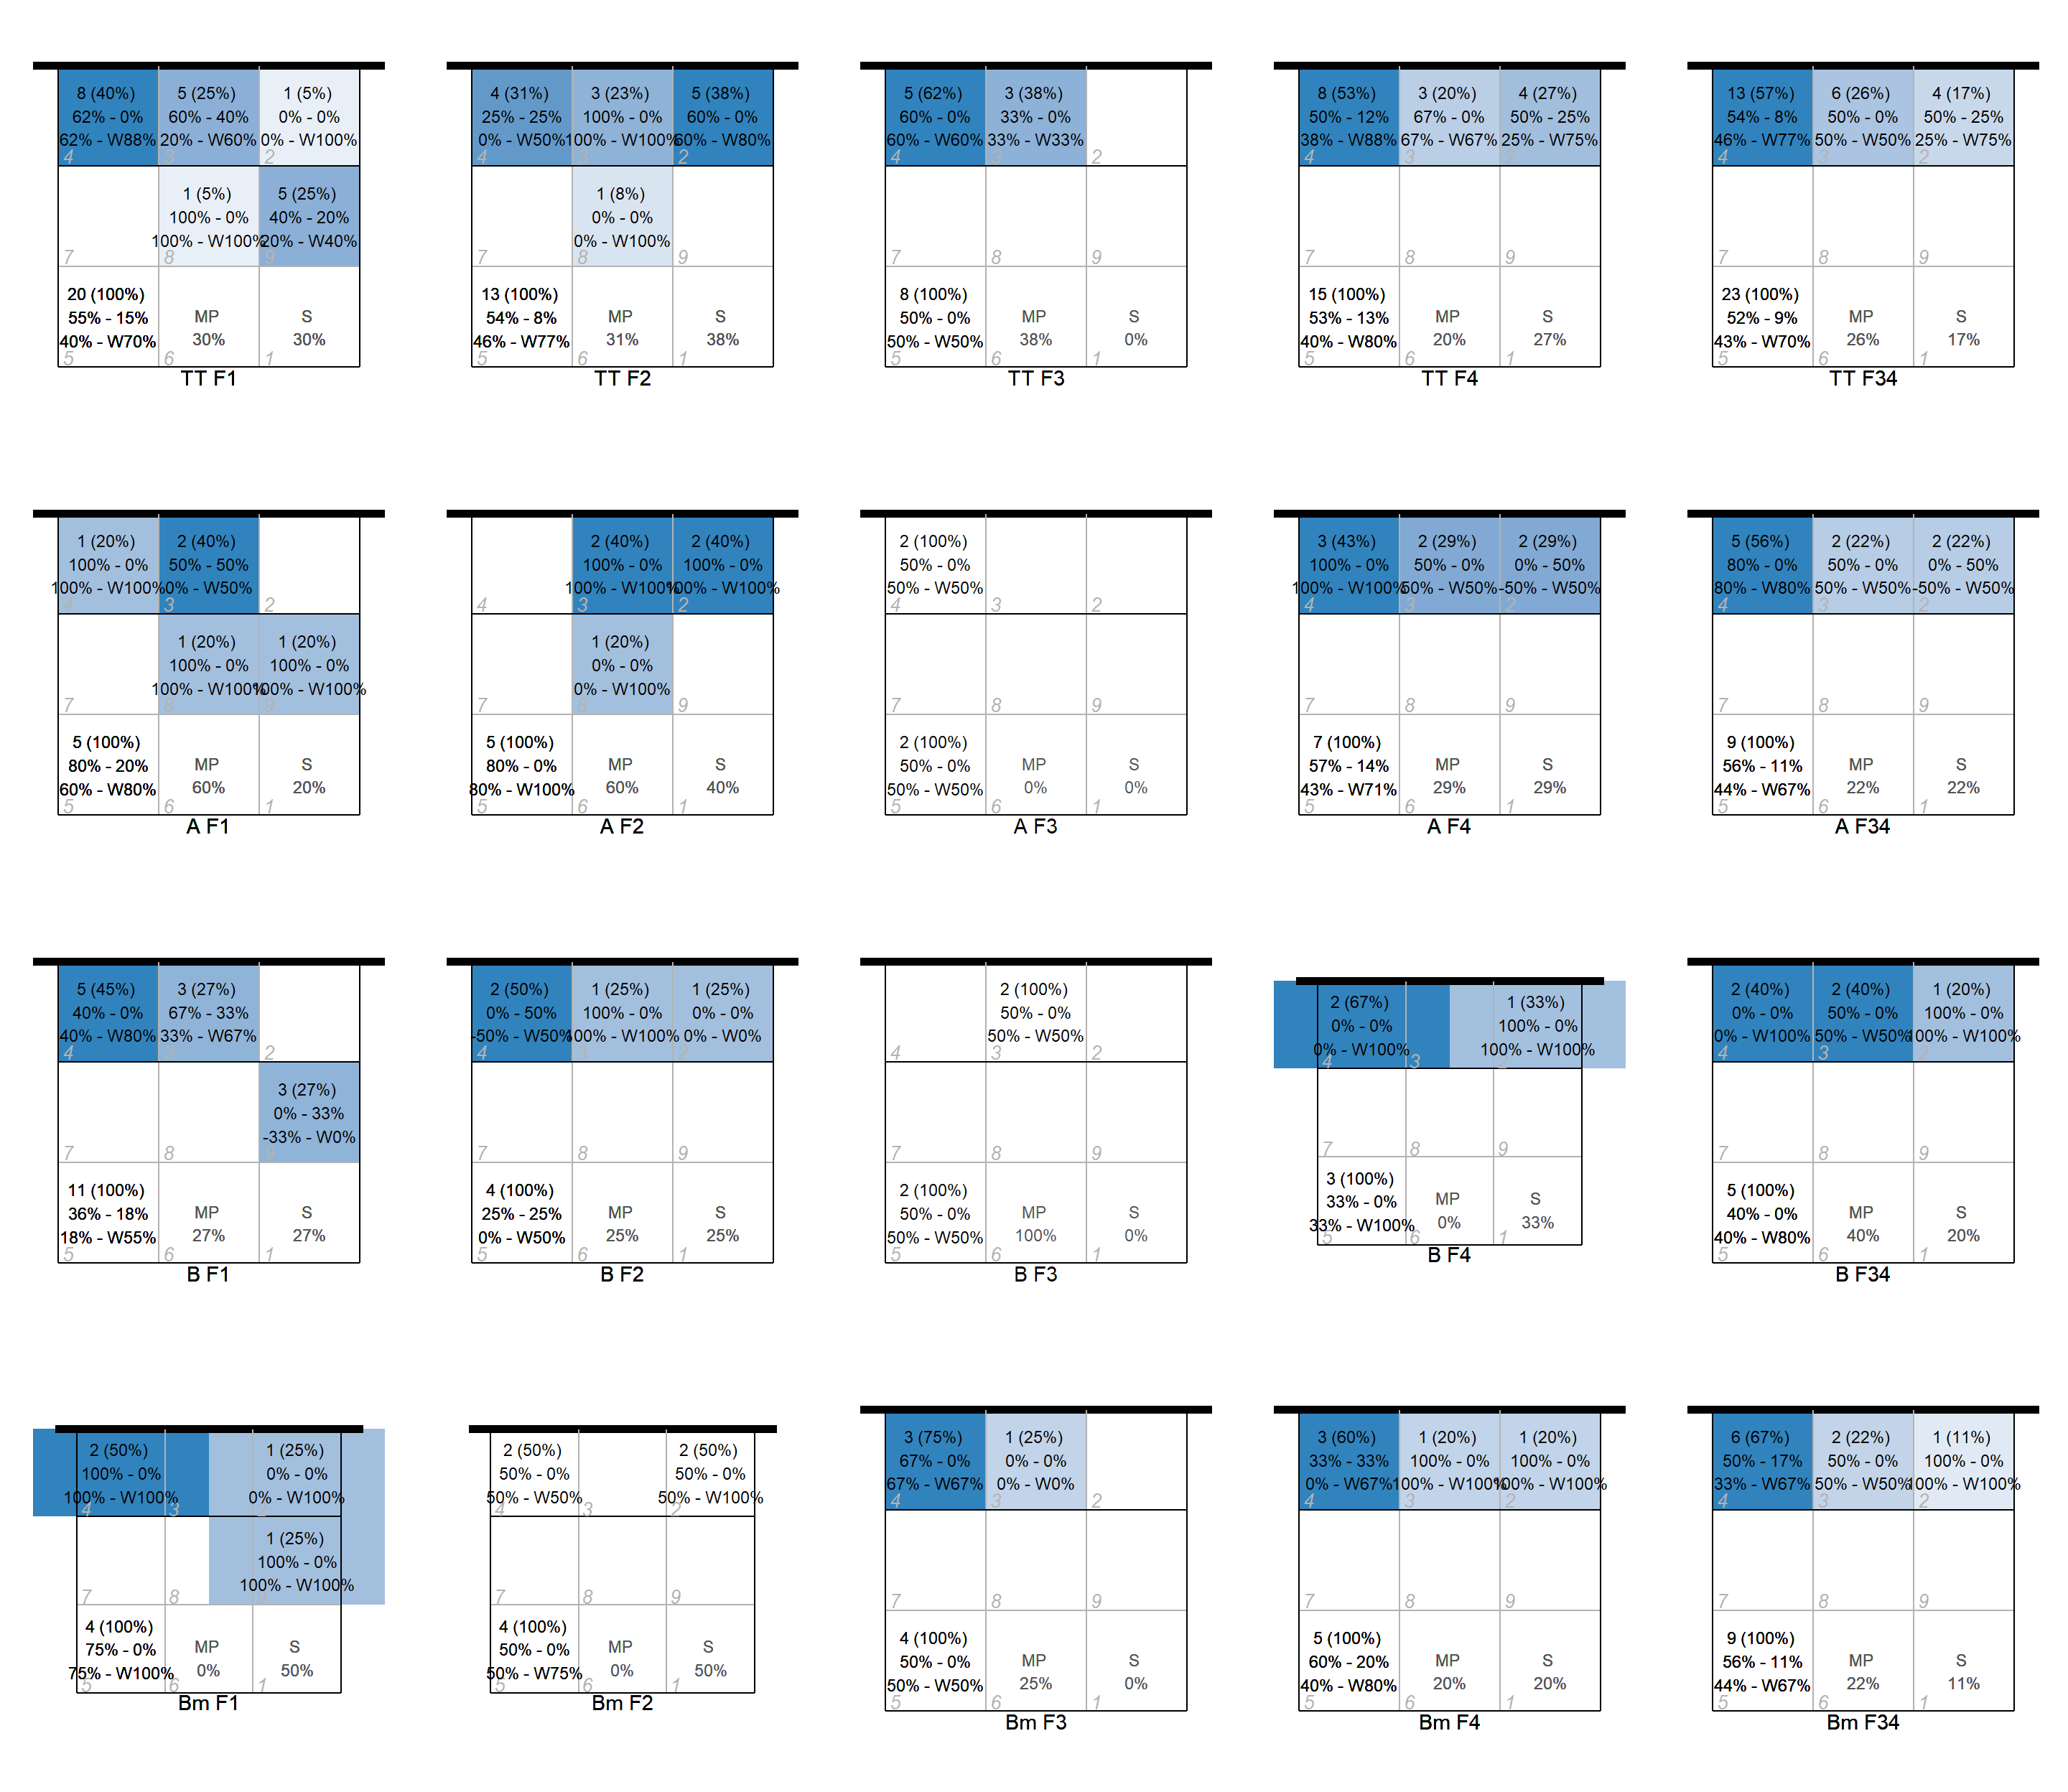 8 (40%)
62% - 0%
62% - W88%
4
5 (25%)
60% - 40%
20% - W60%
3
1 (5%)
0% - 0%
0% - W100%
2
7
1 (5%)
100% - 0%
100% - W100%
8
5 (25%)
40% - 20%
20% - W40%
9
20 (100%)
55% - 15%
40% - W70%
5
MP
30%
6
S
30%
1
TT F1
4 (31%)
25% - 25%
0% - W50%
4
3 (23%)
100% - 0%
100% - W100%
3
5 (38%)
60% - 0%
60% - W80%
2
7
1 (8%)
0% - 0%
0% - W100%
8
9
13 (100%)
54% - 8%
46% - W77%
5
MP
31%
6
S
38%
1
TT F2
5 (62%)
60% - 0%
60% - W60%
4
3 (38%)
33% - 0%
33% - W33%
3
2
7
8
9
8 (100%)
50% - 0%
50% - W50%
5
MP
38%
6
S
0%
1
TT F3
8 (53%)
50% - 12%
38% - W88%
4
3 (20%)
67% - 0%
67% - W67%
3
4 (27%)
50% - 25%
25% - W75%
2
7
8
9
15 (100%)
53% - 13%
40% - W80%
5
MP
20%
6
S
27%
1
TT F4
13 (57%)
54% - 8%
46% - W77%
4
6 (26%)
50% - 0%
50% - W50%
3
4 (17%)
50% - 25%
25% - W75%
2
7
8
9
23 (100%)
52% - 9%
43% - W70%
5
MP
26%
6
S
17%
1
TT F34
1 (20%)
100% - 0%
100% - W100%
4
2 (40%)
50% - 50%
0% - W50%
3
2
7
1 (20%)
100% - 0%
100% - W100%
8
1 (20%)
100% - 0%
100% - W100%
9
5 (100%)
80% - 20%
60% - W80%
5
MP
60%
6
S
20%
1
A F1
4
2 (40%)
100% - 0%
100% - W100%
3
2 (40%)
100% - 0%
100% - W100%
2
7
1 (20%)
0% - 0%
0% - W100%
8
9
5 (100%)
80% - 0%
80% - W100%
5
MP
60%
6
S
40%
1
A F2
2 (100%)
50% - 0%
50% - W50%
4
3
2
7
8
9
2 (100%)
50% - 0%
50% - W50%
5
MP
0%
6
S
0%
1
A F3
3 (43%)
100% - 0%
100% - W100%
4
2 (29%)
50% - 0%
50% - W50%
3
2 (29%)
0% - 50%
-50% - W50%
2
7
8
9
7 (100%)
57% - 14%
43% - W71%
5
MP
29%
6
S
29%
1
A F4
5 (56%)
80% - 0%
80% - W80%
4
2 (22%)
50% - 0%
50% - W50%
3
2 (22%)
0% - 50%
-50% - W50%
2
7
8
9
9 (100%)
56% - 11%
44% - W67%
5
MP
22%
6
S
22%
1
A F34
5 (45%)
40% - 0%
40% - W80%
4
3 (27%)
67% - 33%
33% - W67%
3
2
7
8
3 (27%)
0% - 33%
-33% - W0%
9
11 (100%)
36% - 18%
18% - W55%
5
MP
27%
6
S
27%
1
B F1
2 (50%)
0% - 50%
-50% - W50%
4
1 (25%)
100% - 0%
100% - W100%
3
1 (25%)
0% - 0%
0% - W0%
2
7
8
9
4 (100%)
25% - 25%
0% - W50%
5
MP
25%
6
S
25%
1
B F2
4
2 (100%)
50% - 0%
50% - W50%
3
2
7
8
9
2 (100%)
50% - 0%
50% - W50%
5
MP
100%
6
S
0%
1
B F3
2 (67%)
0% - 0%
0% - W100%
4
3
1 (33%)
100% - 0%
100% - W100%
2
7
8
9
3 (100%)
33% - 0%
33% - W100%
5
MP
0%
6
S
33%
1
B F4
2 (40%)
0% - 0%
0% - W100%
4
2 (40%)
50% - 0%
50% - W50%
3
1 (20%)
100% - 0%
100% - W100%
2
7
8
9
5 (100%)
40% - 0%
40% - W80%
5
MP
40%
6
S
20%
1
B F34
2 (50%)
100% - 0%
100% - W100%
4
3
1 (25%)
0% - 0%
0% - W100%
2
7
8
1 (25%)
100% - 0%
100% - W100%
9
4 (100%)
75% - 0%
75% - W100%
5
MP
0%
6
S
50%
1
Bm F1
2 (50%)
50% - 0%
50% - W50%
4
3
2 (50%)
50% - 0%
50% - W100%
2
7
8
9
4 (100%)
50% - 0%
50% - W75%
5
MP
0%
6
S
50%
1
Bm F2
3 (75%)
67% - 0%
67% - W67%
4
1 (25%)
0% - 0%
0% - W0%
3
2
7
8
9
4 (100%)
50% - 0%
50% - W50%
5
MP
25%
6
S
0%
1
Bm F3
3 (60%)
33% - 33%
0% - W67%
4
1 (20%)
100% - 0%
100% - W100%
3
1 (20%)
100% - 0%
100% - W100%
2
7
8
9
5 (100%)
60% - 20%
40% - W80%
5
MP
20%
6
S
20%
1
Bm F4
6 (67%)
50% - 17%
33% - W67%
4
2 (22%)
50% - 0%
50% - W50%
3
1 (11%)
100% - 0%
100% - W100%
2
7
8
9
9 (100%)
56% - 11%
44% - W67%
5
MP
22%
6
S
11%
1
Bm F34